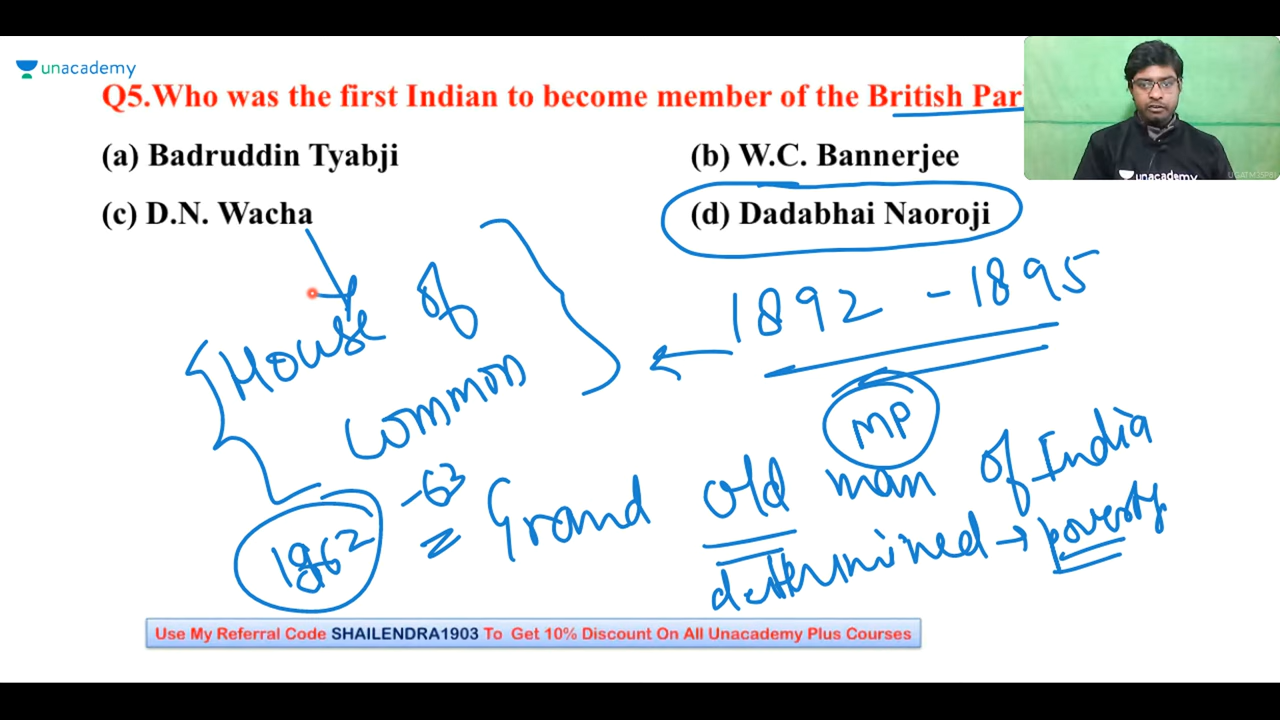 unacademy
Q5.Who was the first Indian to become member of the British Par
(a) Badruddin Tyabji
(b) W.C. Bannerjee
(c) D.N. Wacha
(d) Dadabhai Naoroji
1892 - 1895
House of
common
MP
= Grand old man of India
determined → poverty
-63
Use My Referral Code SHAILENDRA1903 To Get 10% Discount On All Unacademy Plus Courses
unacademy